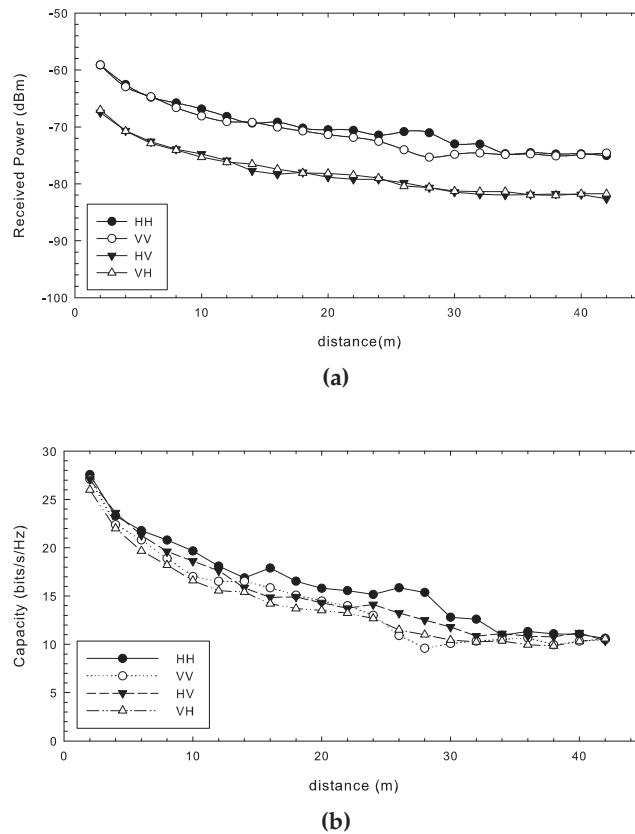 -50
-60
-70
-80
-90
-100
Received Power (dBm)
HH
VV
HV
VH
0 10 20 30 40
distance(m)
(a)
30
25
20
15
10
5
0
Capacity (bits/s/Hz)
HH
VV
HV
VH
0 10 20 30 40
distance (m)
(b)